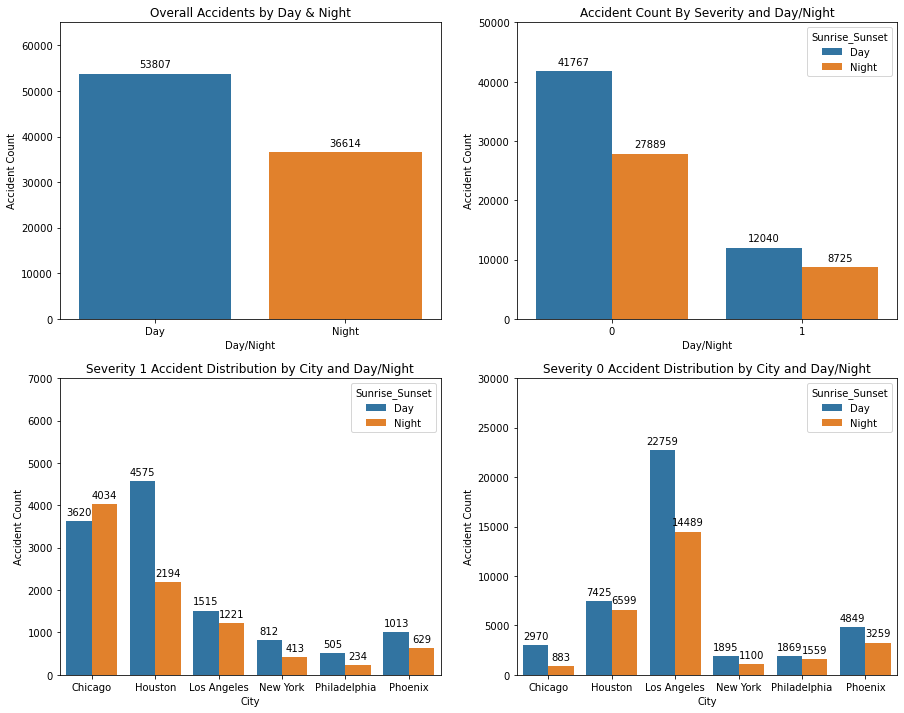 Overall Accidents by Day & Night
Accident Count
60000
50000
40000
30000
20000
10000
0
53807
36614
Day Night
Day/Night
Accident Count By Severity and Day/Night
Accident Count
50000
40000
30000
20000
10000
0
Sunrise_Sunset
Day
Night
41767
27889
12040
8725
0 1
Day/Night
Severity 1 Accident Distribution by City and Day/Night
Accident Count
7000
6000
5000
4000
3000
2000
1000
0
Sunrise_Sunset
Day
Night
3620 4034
4575 2194
1515 1221
812 413
505 234
1013 629
Chicago Houston Los Angeles New York Philadelphia Phoenix
City
Severity 0 Accident Distribution by City and Day/Night
Accident Count
30000
25000
20000
15000
10000
5000
0
Sunrise_Sunset
Day
Night
2970 883
7425 6599
22759 14489
1895 1100
1869 1559
4849 3259
Chicago Houston Los Angeles New York Philadelphia Phoenix
City